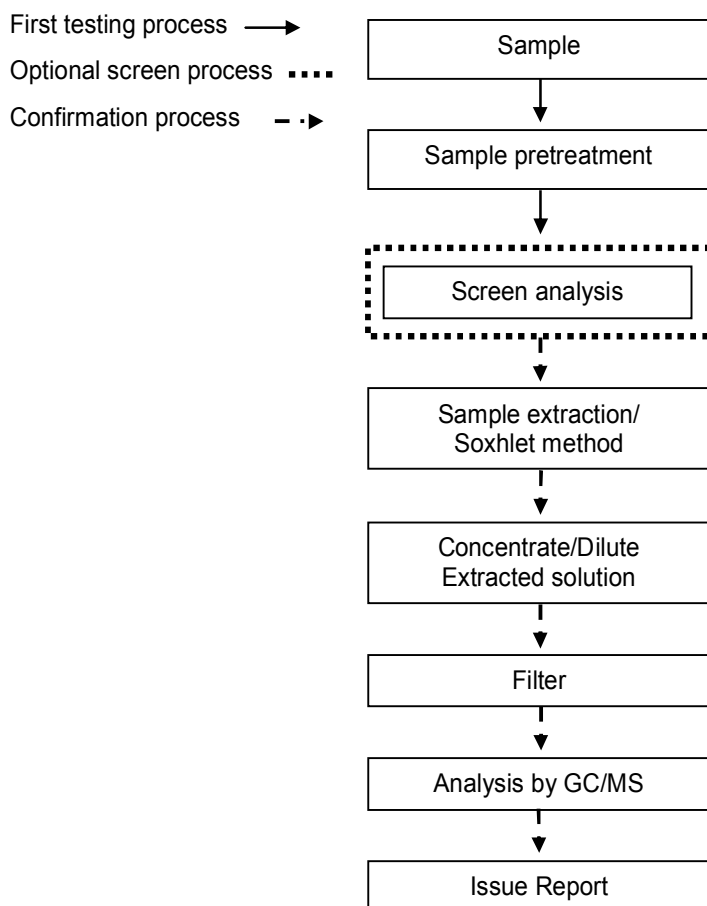 First testing process
Optional screen process
Confirmation process
Sample
Sample pretreatment
Screen analysis
Sample extraction/
Soxhlet method
Concentrate/Dilute
Extracted solution
Filter
Analysis by GC/MS
Issue Report